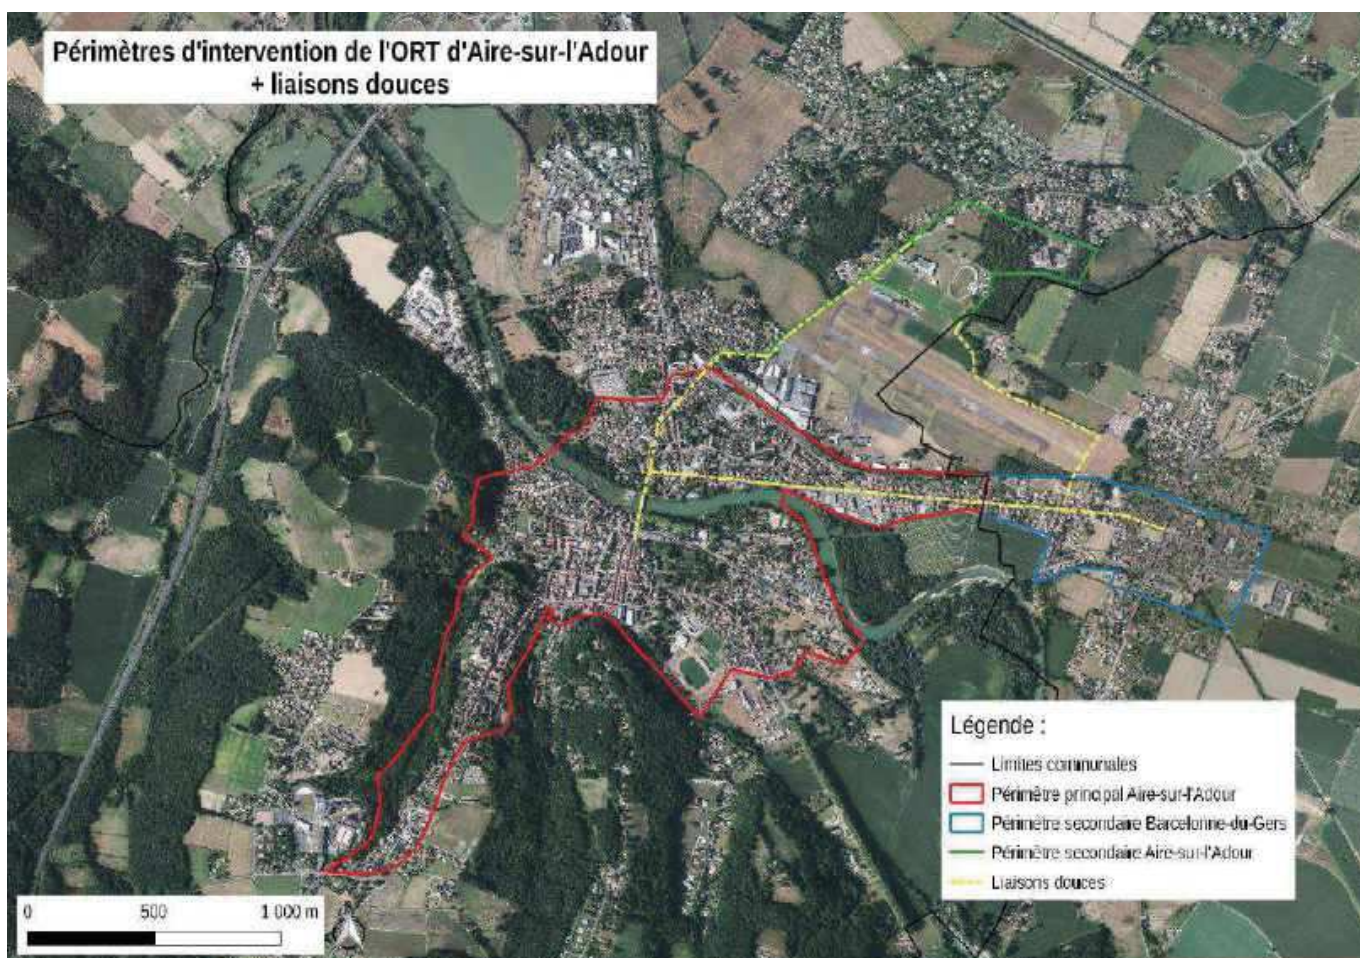 Périmètres d'intervention de l'ORT d'Aire-sur-l'Adour
+ liaisons douces
Légende :
Limites communales
Périmètre principal Aire-sur-l'Adour
Périmètre secondaire Barcelonne-du-Gers
Périmètre secondaire Aire-sur-l'Adour
Liaisons douces
0 500 1 000 m